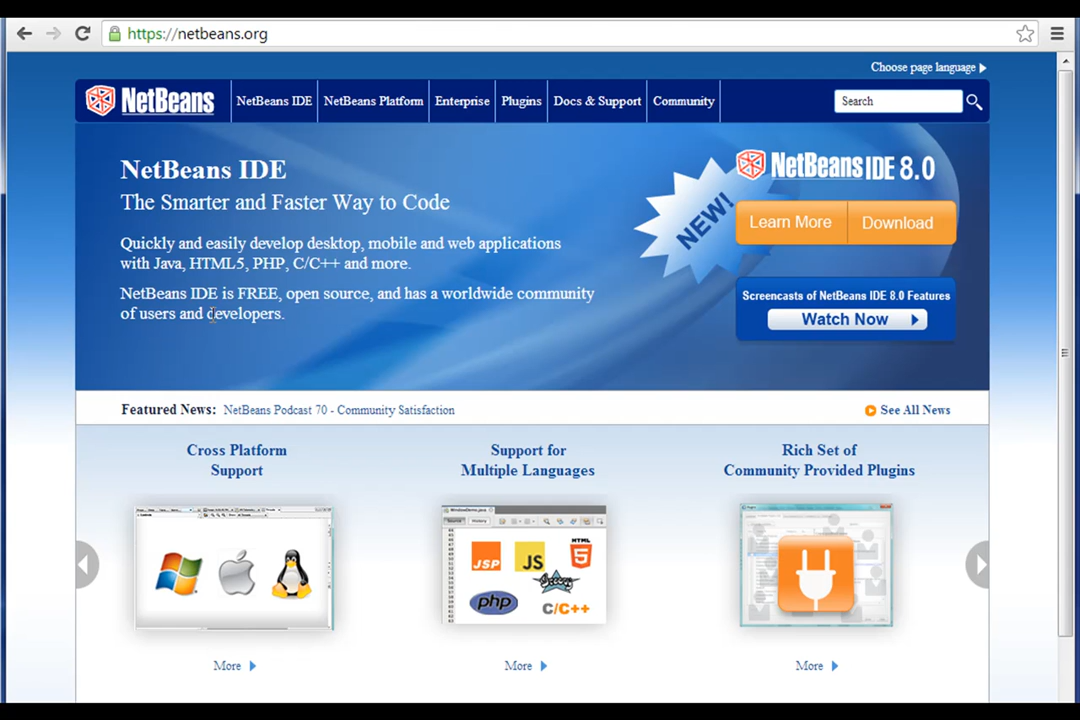 https://netbeans.org
Choose page language
NetBeans
NetBeans IDE
NetBeans Platform
Enterprise
Plugins
Docs & Support
Community
Search
NetBeans IDE
The Smarter and Faster Way to Code
Quickly and easily develop desktop, mobile and web applications
with Java, HTML5, PHP, C/C++ and more.
NetBeans IDE is FREE, open source, and has a worldwide community
of users and developers.
NEW!
NetBeans IDE 8.0
Learn More
Download
Screencasts of NetBeans IDE 8.0 Features
Watch Now
Featured News: NetBeans Podcast 70 - Community Satisfaction
See All News
Cross Platform
Support
Support for
Multiple Languages
Rich Set of
Community Provided Plugins
JSP
JS
HTML
5
php
C/C++
More
More
More